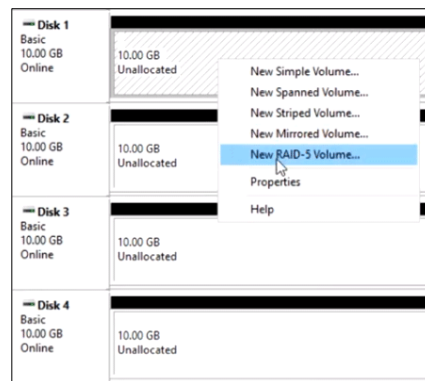 Disk 1
Basic
10.00 GB
Online
10.00 GB
Unallocated
New Simple Volume...
New Spanned Volume...
New Striped Volume...
New Mirrored Volume...
New RAID-5 Volume...
Properties
Help
Disk 2
Basic
10.00 GB
Online
10.00 GB
Unallocated
Disk 3
Basic
10.00 GB
Online
10.00 GB
Unallocated
Disk 4
Basic
10.00 GB
Online
10.00 GB
Unallocated